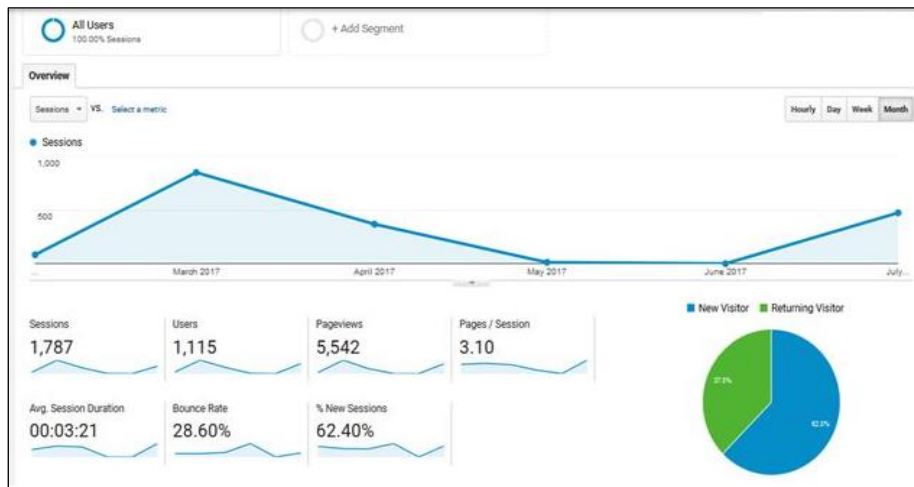 All Users
100.00% Sessions
+ Add Segment
Overview
Sessions VS. Select a metric
Hourly Day Week Month
Sessions
1,000
500
... March 2017 April 2017 May 2017 June 2017 July...
New Visitor Returning Visitor
Sessions Users Pageviews Pages / Session
1,787 1,115 5,542 3.10
Avg. Session Duration Bounce Rate % New Sessions
00:03:21 28.60% 62.40%